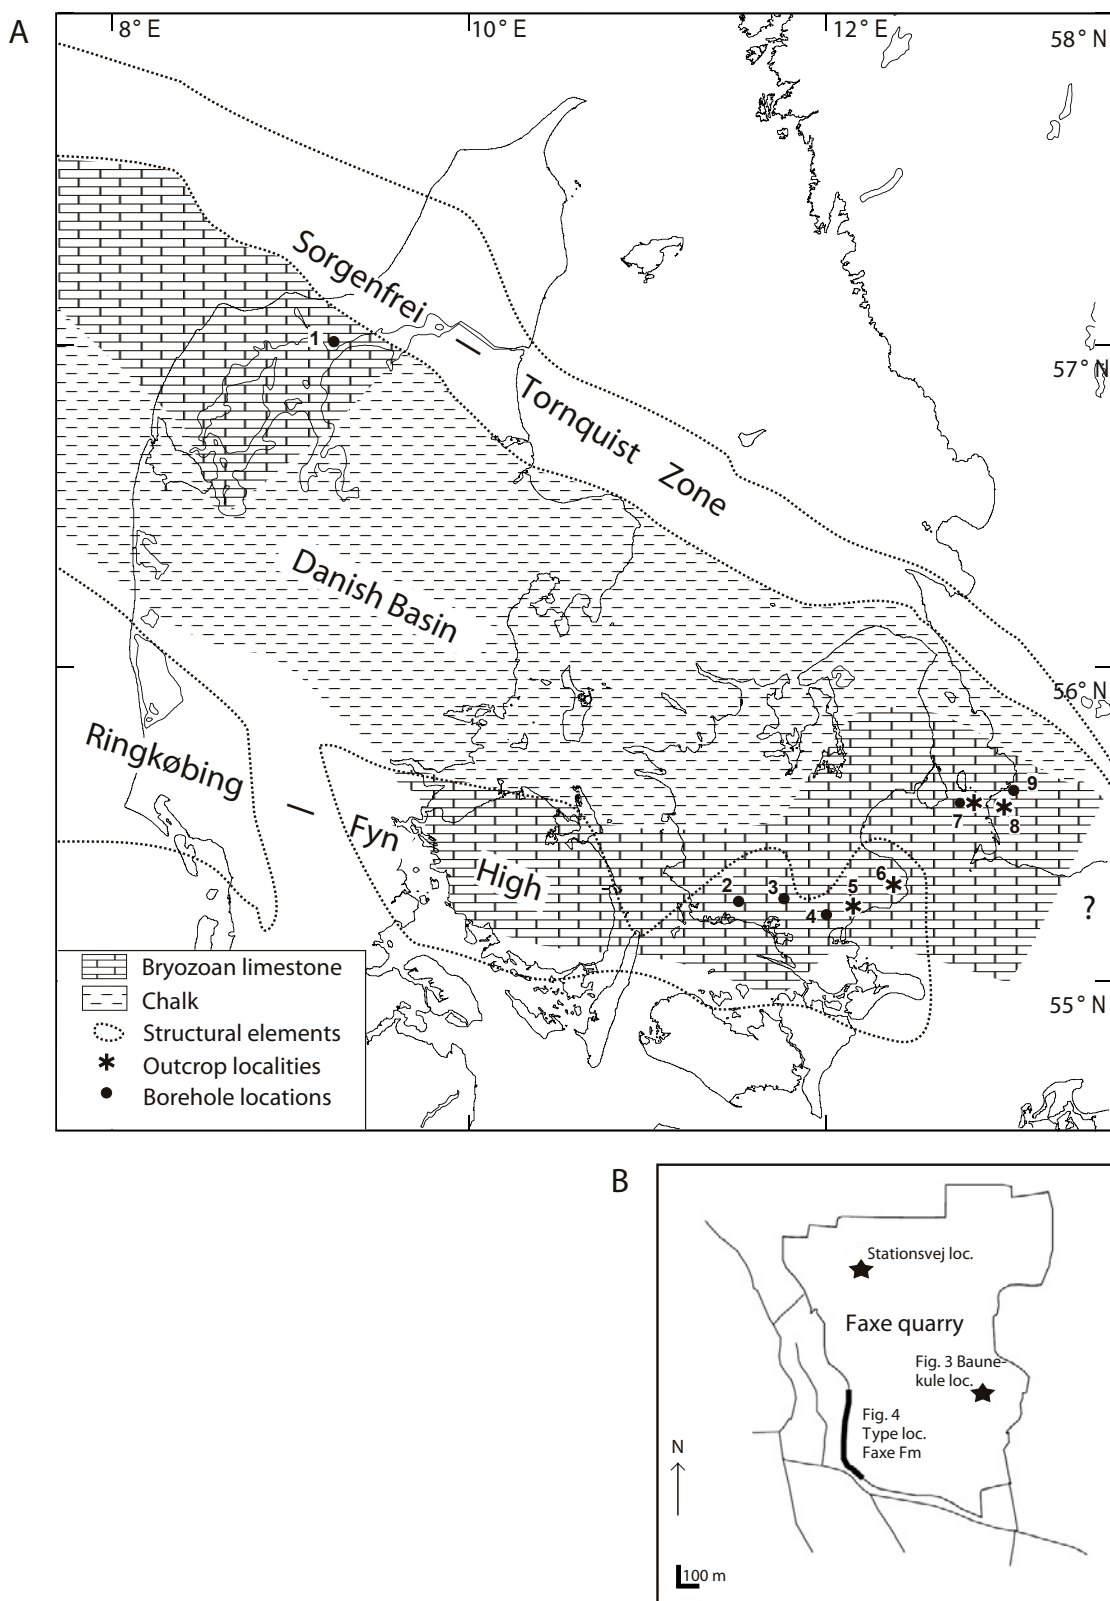 A
8° E
10° E
12° E
58° N
Sorgenfrei
—
Tornquist Zone
1
57° N
Danish Basin
56° N
Ringkøbing
—
Fyn
High
9
7
8
6
5
2
3
4
?
55° N
Bryozoan limestone
Chalk
Structural elements
Outcrop localities
Borehole locations
B
Stationsvej loc.
Faxe quarry
Fig. 3 Baune-
kule loc.
Fig. 4
Type loc.
Faxe Fm
N
100 m